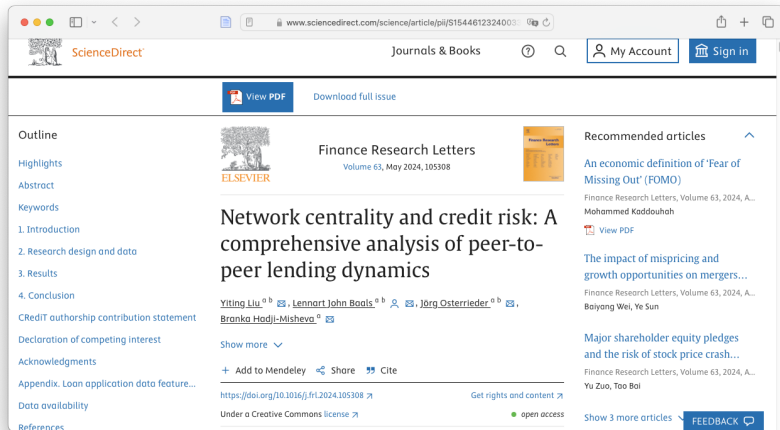 www.sciencedirect.com/science/article/pii/S15446123240033
ScienceDirect
Journals & Books
My Account
Sign in
View PDF
Download full issue
Outline
Highlights
Abstract
Keywords
1. Introduction
2. Research design and data
3. Results
4. Conclusion
CRediT authorship contribution statement
Declaration of competing interest
Acknowledgments
Appendix. Loan application data feature...
Data availability
References
ELSEVIER
Finance Research Letters
Volume 63, May 2024, 105308
Finance Research
Letters
Network centrality and credit risk: A
comprehensive analysis of peer-to-
peer lending dynamics
Yiting Liu a b, Lennart John Baals a b, Jörg Osterrieder a b,
Branka Hadji-Misheva a
Show more
+ Add to Mendeley Share Cite
https://doi.org/10.1016/j.frl.2024.105308
Get rights and content
Under a Creative Commons license
open access
Recommended articles
An economic definition of ‘Fear of
Missing Out’ (FOMO)
Finance Research Letters, Volume 63, 2024, A...
Mohammed Kaddouhah
View PDF
The impact of mispricing and
growth opportunities on mergers...
Finance Research Letters, Volume 63, 2024, A...
Baiyang Wei, Ye Sun
Major shareholder equity pledges
and the risk of stock price crash...
Finance Research Letters, Volume 63, 2024, A...
Yu Zuo, Tao Bai
Show 3 more articles
FEEDBACK